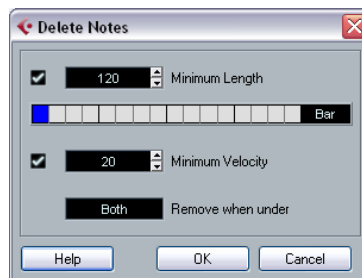 Delete Notes
120 Minimum Length
Bar
20 Minimum Velocity
Both Remove when under
Help OK Cancel